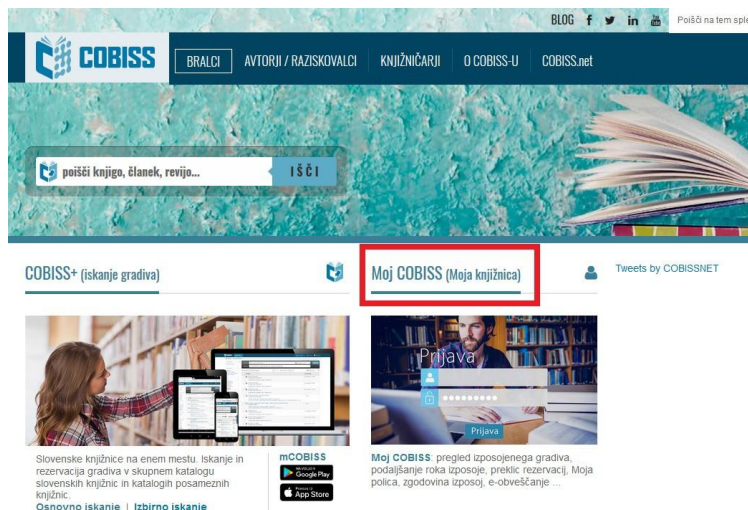 BLOG
Poišči na tem sple
COBISS
BRALCI
AVTORJI / RAZISKOVALCI
KNJIŽNIČARJI
O COBISS-U
COBISS.net
poišči knjigo, članek, revijo...
IŠČI
COBISS+ (iskanje gradiva)
Moj COBISS (Moja knjižnica)
Tweets by COBISSNET
Prijava
Prijava
Slovenske knjižnice na enem mestu. Iskanje in
rezervacija gradiva v skupnem katalogu
slovenskih knjižnic in katalogih posameznih
knjižnic.
Osnovno iskanje | Izbirno iskanje
mCOBISS
Google Play
App Store
Moj COBISS: pregled izposojenega gradiva,
podaljšanje roka izposoje, preklic rezervacij, Moja
polica, zgodovina izposoj, e-obveščanje ...